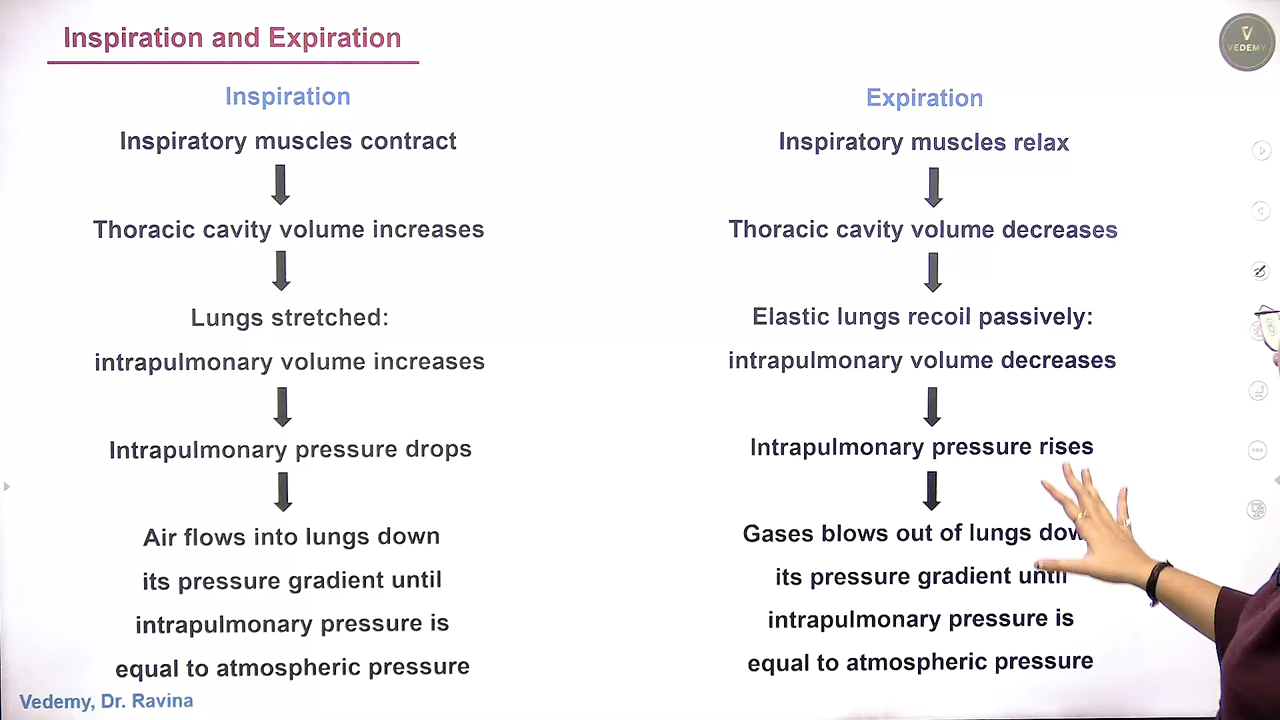 Inspiration and Expiration
VEDEMY
Inspiration
Inspiratory muscles contract
Thoracic cavity volume increases
Lungs stretched:
intrapulmonary volume increases
Intrapulmonary pressure drops
Air flows into lungs down
its pressure gradient until
intrapulmonary pressure is
equal to atmospheric pressure
Expiration
Inspiratory muscles relax
Thoracic cavity volume decreases
Elastic lungs recoil passively:
intrapulmonary volume decreases
Intrapulmonary pressure rises
Gases blows out of lungs down
its pressure gradient until
intrapulmonary pressure is
equal to atmospheric pressure
Vedemy, Dr. Ravina